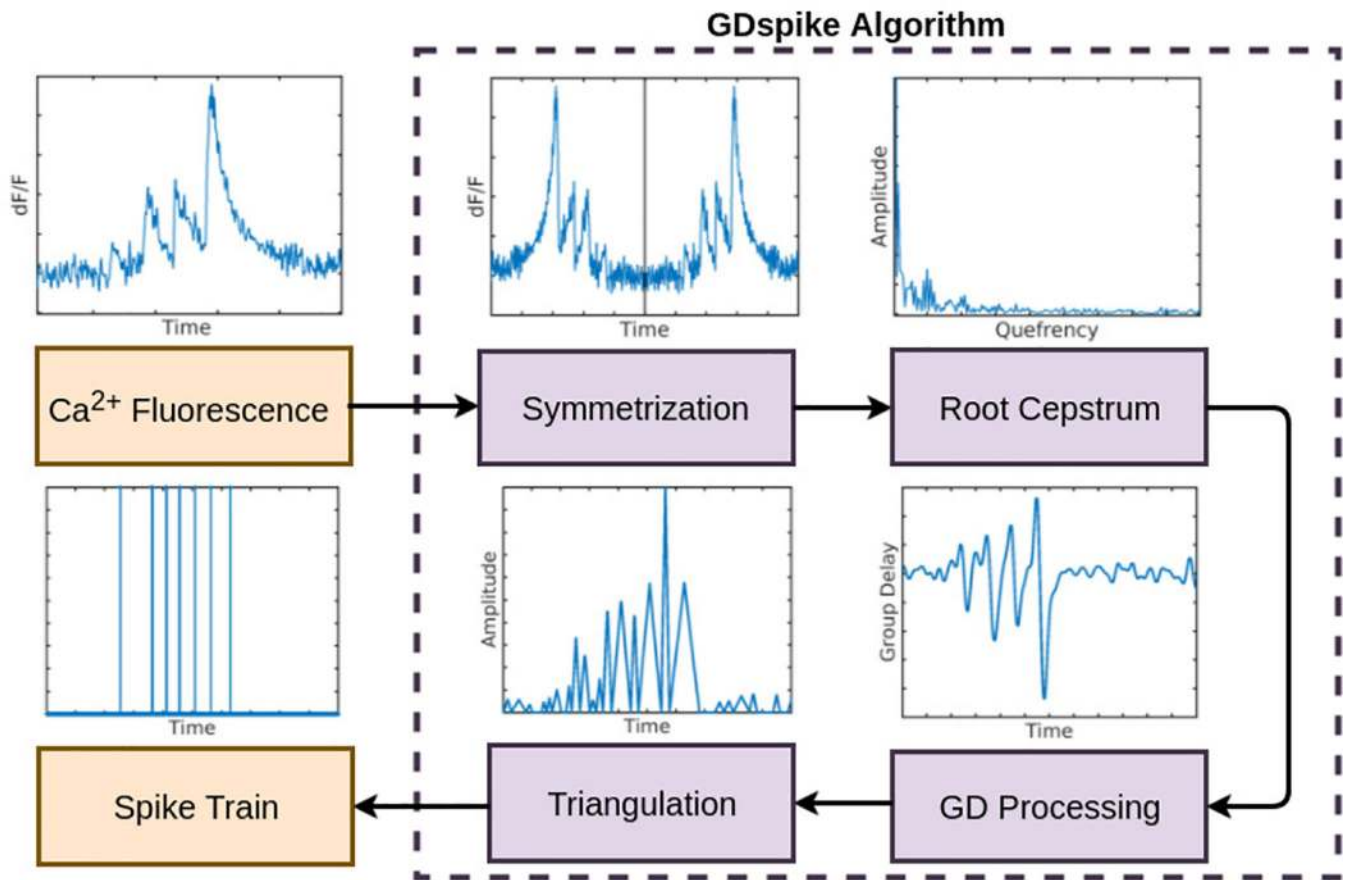 GDspike Algorithm
dF/F
Time
dF/F
Time
Amplitude
Quefrency
Ca²⁺ Fluorescence
Symmetrization
Root Cepstrum
Time
Amplitude
Time
Group Delay
Time
Spike Train
Triangulation
GD Processing